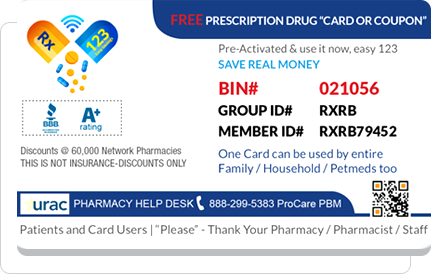 FREE PRESCRIPTION DRUG "CARD OR COUPON"
Rx
123
Pre-Activated & use it now, easy 123
SAVE REAL MONEY
BIN# 021056
GROUP ID# RXRB
MEMBER ID# RXRB79452
BBB
A+
rating
Discounts @ 60,000 Network Pharmacies
THIS IS NOT INSURANCE-DISCOUNTS ONLY
One Card can be used by entire
Family / Household / Petmeds too
urac PHARMACY HELP DESK 888-299-5383 ProCare PBM
Patients and Card Users | "Please" - Thank Your Pharmacy / Pharmacist / Staff